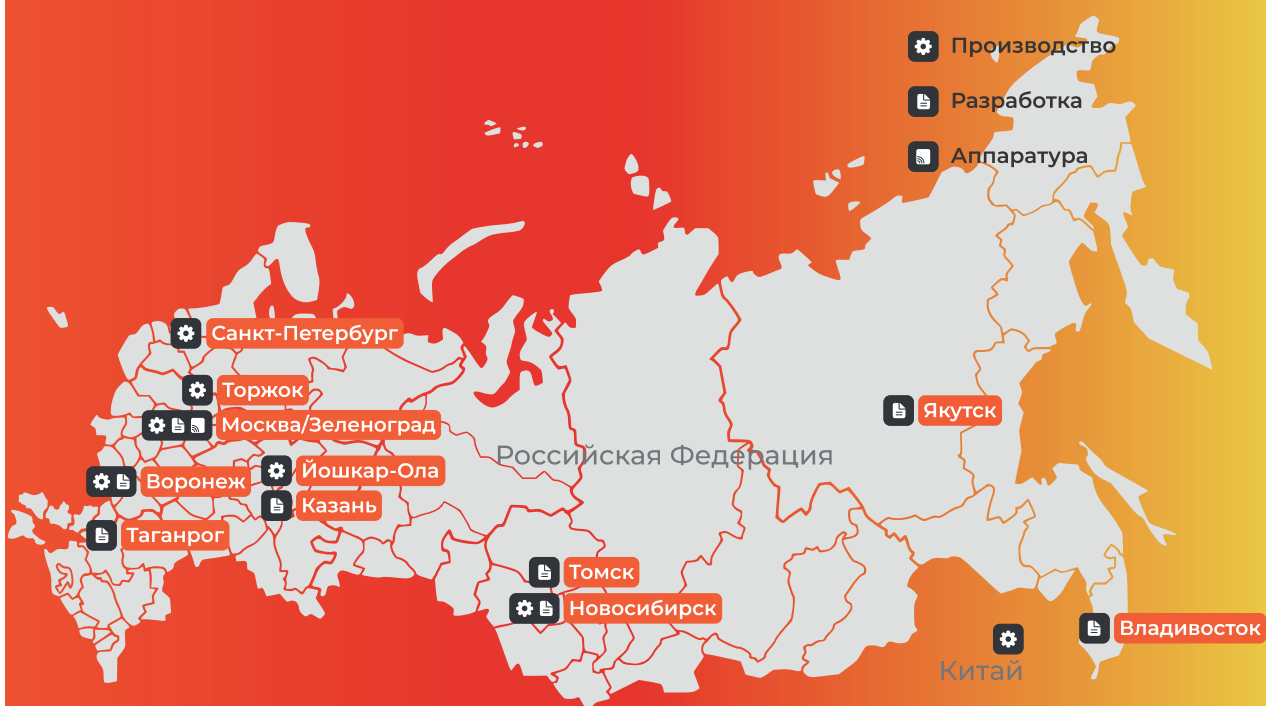 Производство
Разработка
Аппаратура
Санкт-Петербург
Торжок
Москва/Зеленоград
Йошкар-Ола
Воронеж
Казань
Таганрог
Российская Федерация
Якутск
Томск
Новосибирск
Владивосток
Китай